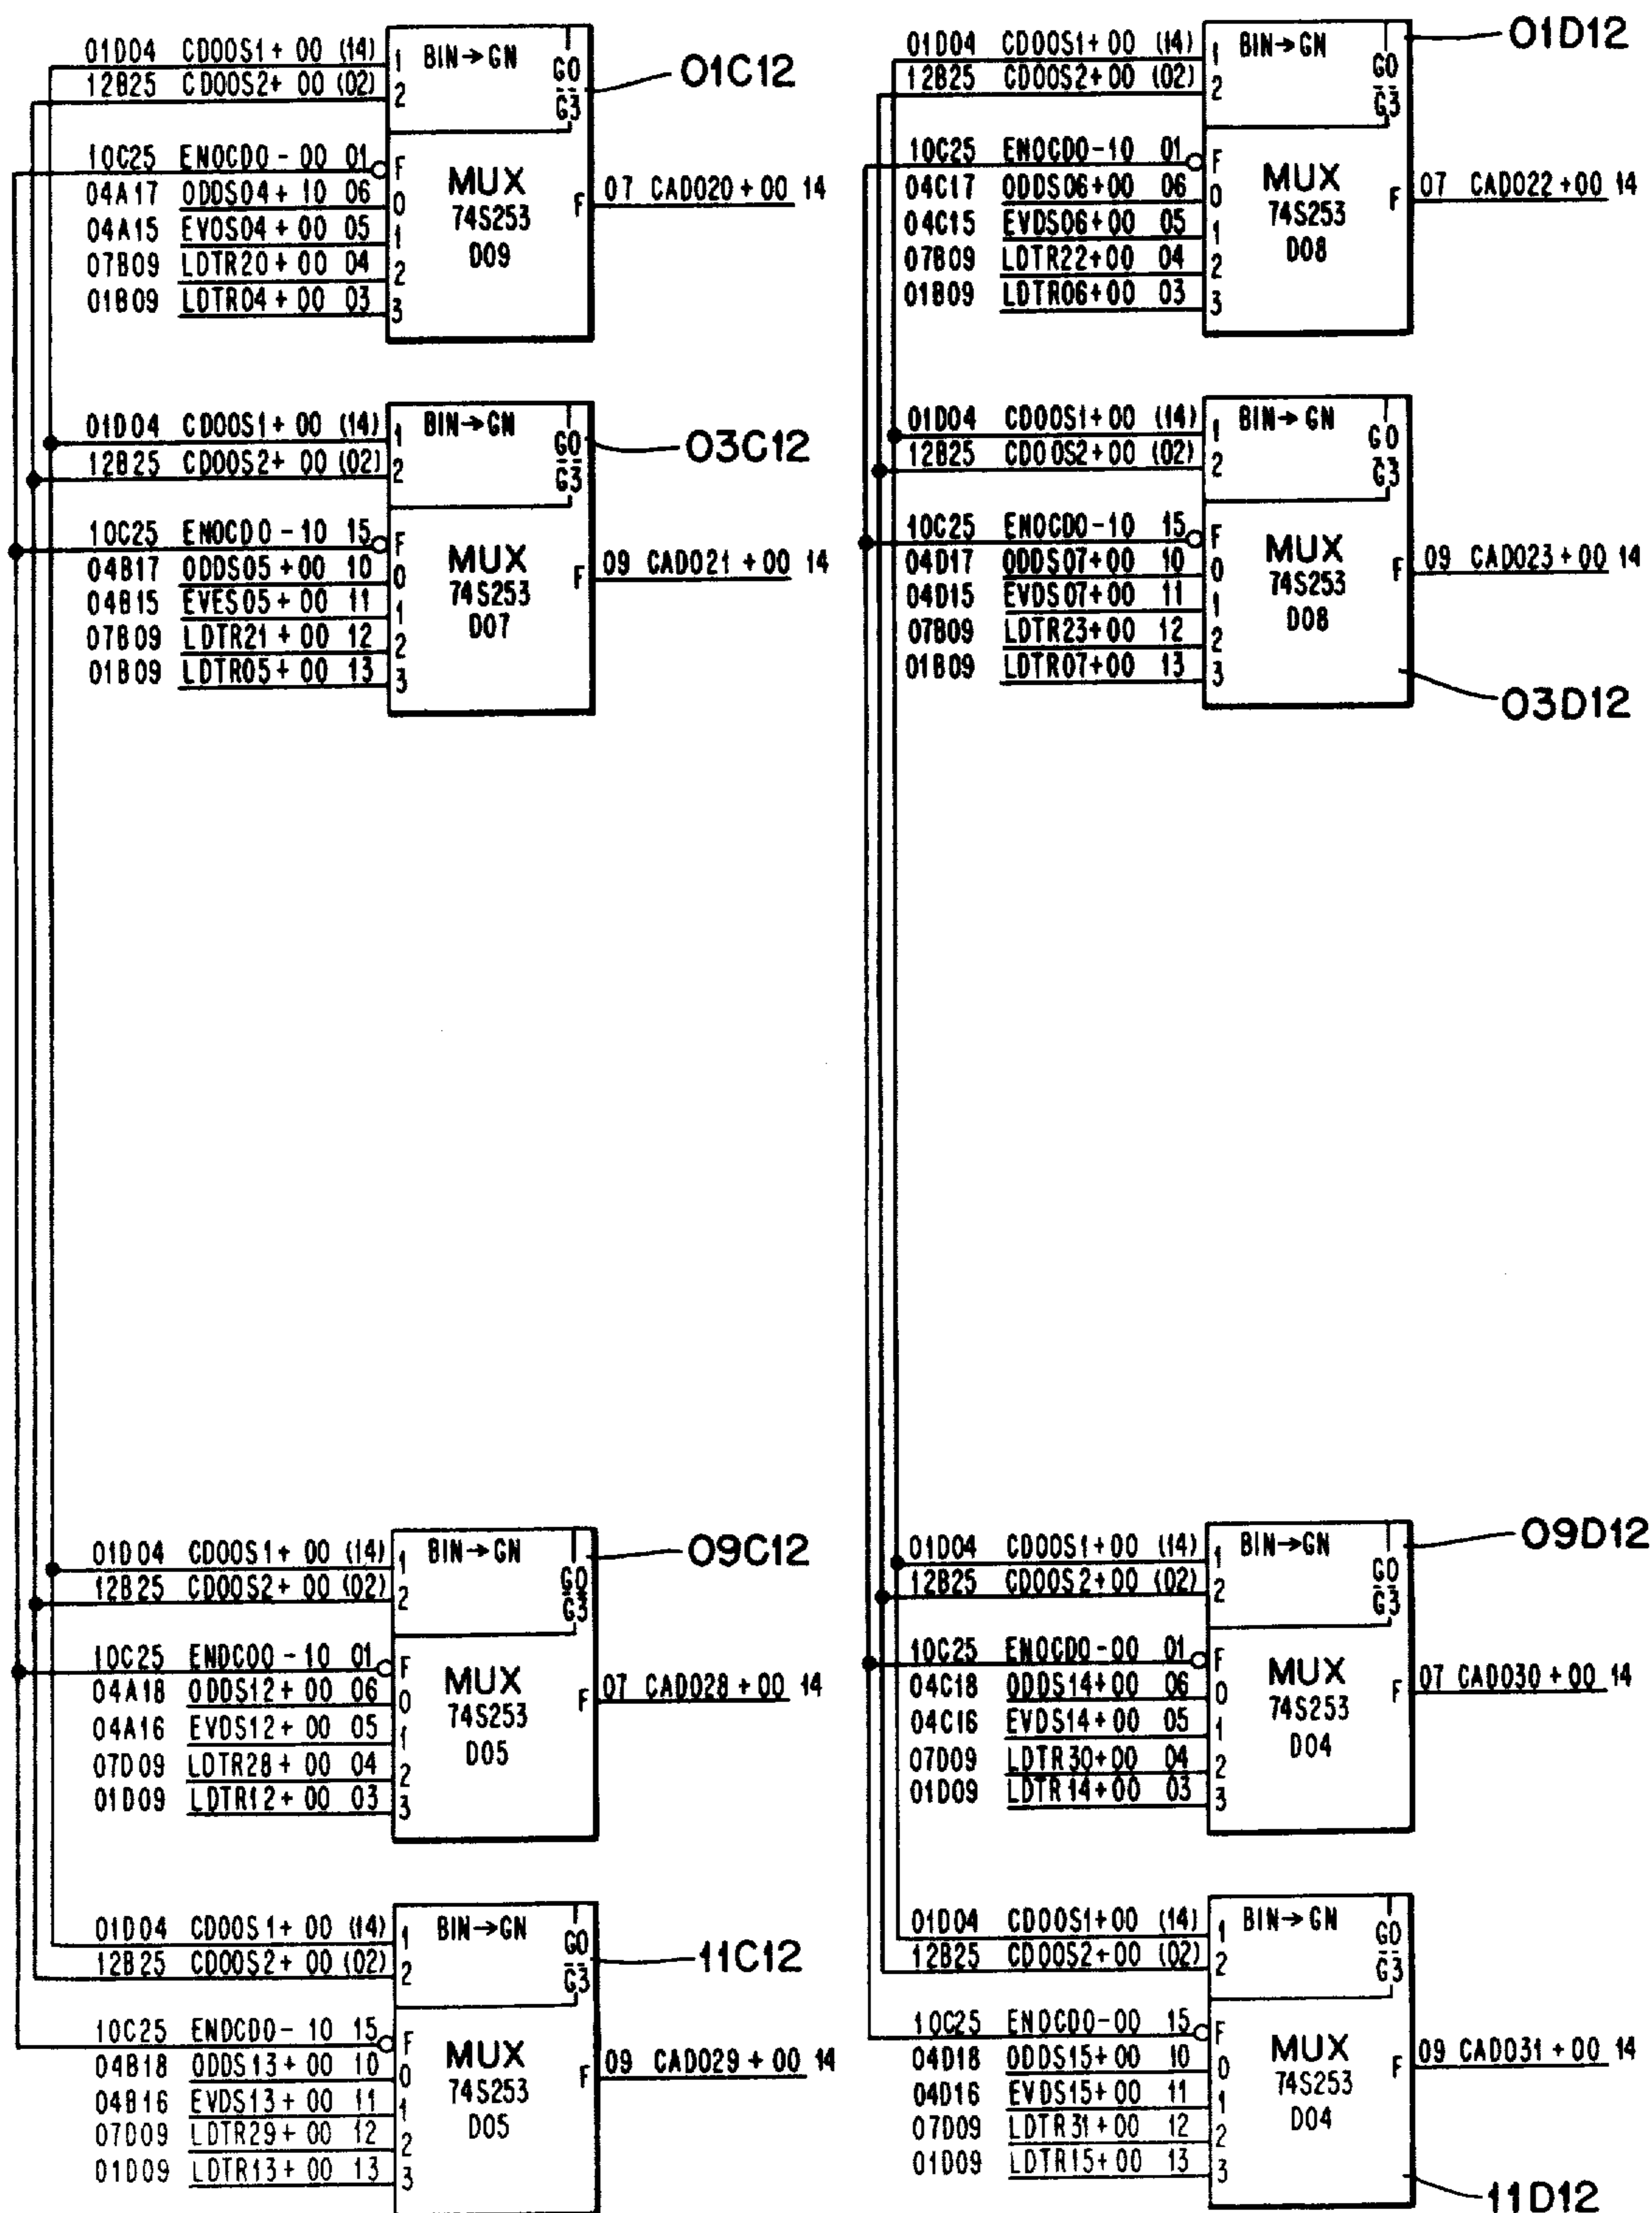 01D04 CD00S1+ 00 (14) 1 BIN→GN G0 01C12
12B25 CD00S2+ 00 (02) 2 G3
10C25 ENOCD0 - 00 01 F MUX
04A17 ODDS04+ 10 06 0 74S253 F 07 CAD020+00 14
04A15 EVOS04+ 00 05 1 D09
07B09 LDTR20+ 00 04 2
01B09 LDTR04+ 00 03 3
01D04 CD00S1+00 (14) 1 BIN→GN G0 01D12
12B25 CD00S2+00 (02) 2 G3
10C25 ENOCD0-10 01 F MUX
04C17 ODDS06+00 06 0 74S253 F 07 CAD022+00 14
04C15 EVDS06+00 05 1 D08
07B09 LDTR22+00 04 2
01B09 LDTR06+00 03 3
01D04 CD00S1+ 00 (14) 1 BIN→GN G0 03C12
12B25 CD00S2+ 00 (02) 2 G3
10C25 ENOCD0 - 10 15 F MUX
04B17 ODDS05+00 10 0 74S253 F 09 CAD021 +00 14
04B15 EVES05+00 11 1 D07
07B09 LDTR21 + 00 12 2
01B09 LDTR05+ 00 13 3
01D04 CD00S1+00 (14) 1 BIN→GN G0
12B25 CD00S2+00 (02) 2 G3
10C25 ENOCD0-10 15 F MUX
04D17 ODDS07+00 10 0 74S253 F 09 CAD023+00 14
04D15 EVDS07+00 11 1 D08
07B09 LDTR23+00 12 2
01B09 LDTR07+00 13 3 03D12
01D04 CD00S1+ 00 (14) 1 BIN→GN G0 09C12
12B25 CD00S2+ 00 (02) 2 G3
10C25 ENDCD0 - 10 01 F MUX
04A18 ODDS12+ 00 06 0 74S253 F 07 CAD028 + 00 14
04A16 EVDS12+ 00 05 1 D05
07D09 LDTR28+ 00 04 2
01D09 LDTR12+ 00 03 3
01D04 CD00S1+00 (14) 1 BIN→GN G0 09D12
12B25 CD00S2+00 (02) 2 G3
10C25 ENOCD0-00 01 F MUX
04C18 ODDS14+00 06 0 74S253 F 07 CAD030 +00 14
04C16 EVDS14+00 05 1 D04
07D09 LDTR30+00 04 2
01D09 LDTR14+00 03 3
01D04 CD00S1+ 00 (14) 1 BIN→GN G0 11C12
12B25 CD00S2+ 00 (02) 2 G3
10C25 ENDCD0- 10 15 F MUX
04B18 ODDS13+ 00 10 0 74S253 F 09 CAD029 + 00 14
04B16 EVDS13+ 00 11 1 D05
07D09 LDTR29+ 00 12 2
01D09 LDTR13+ 00 13 3
01D04 CD00S1+00 (14) 1 BIN→GN G0
12B25 CD00S2+00 (02) 2 G3
10C25 ENOCD0-00 15 F MUX
04D18 ODDS15+00 10 0 74S253 F 09 CAD031 +00 14
04D16 EVDS15+00 11 1 D04
07D09 LDTR31+00 12 2
01D09 LDTR15+00 13 3 11D12